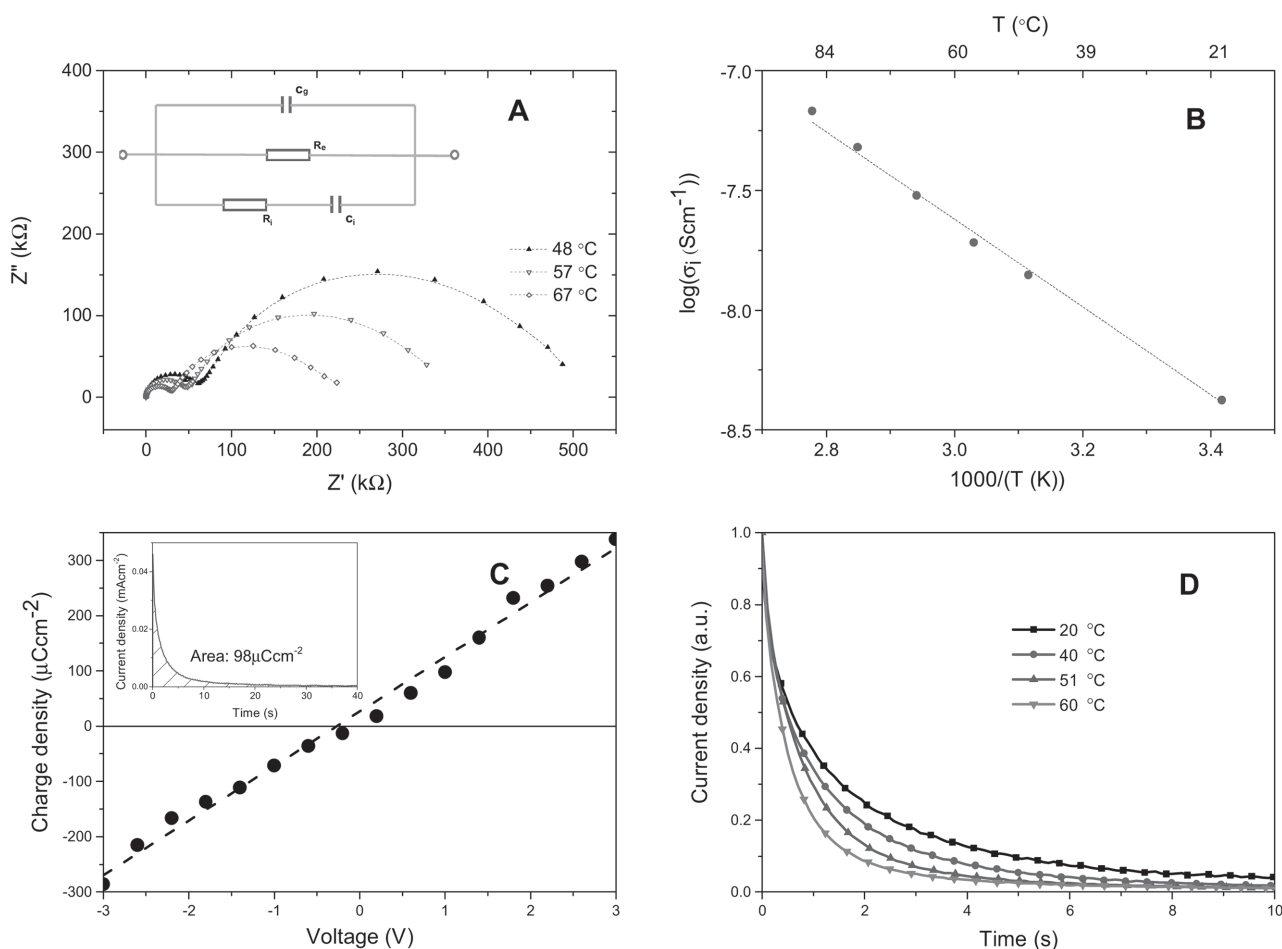 A
Z'' (kΩ)
400
300
200
100
0
c_g
R_e
R_i
c_i
48 °C
57 °C
67 °C
0 100 200 300 400 500
Z' (kΩ)
T (°C)
84 60 39 21
B
log(σ_i (Scm⁻¹))
-7.0
-7.5
-8.0
-8.5
2.8 3.0 3.2 3.4
1000/(T (K))
C
Charge density (μCcm⁻²)
300
200
100
0
-100
-200
-300
-3 -2 -1 0 1 2 3
Voltage (V)
Current density (mAcm⁻²)
0.04
0.02
0.00
Area: 98μCcm⁻²
0 10 20 30 40
Time (s)
D
Current density (a.u.)
1.0
0.8
0.6
0.4
0.2
0.0
20 °C
40 °C
51 °C
60 °C
0 2 4 6 8 10
Time (s)